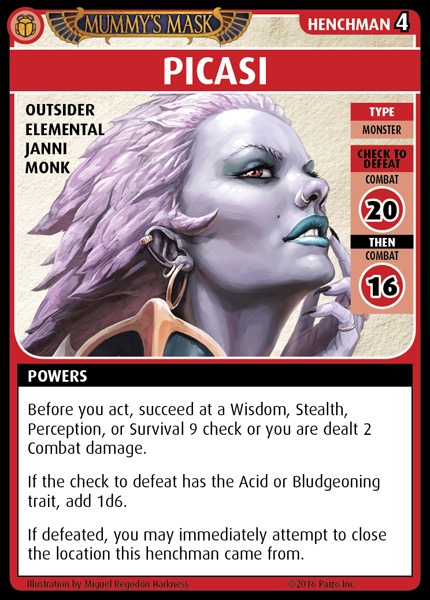 MUMMY'S MASK
HENCHMAN 4
PICASI
OUTSIDER
ELEMENTAL
JANNI
MONK
TYPE
MONSTER
CHECK TO
DEFEAT
COMBAT
20
THEN
COMBAT
16
POWERS
Before you act, succeed at a Wisdom, Stealth,
Perception, or Survival 9 check or you are dealt 2
Combat damage.
If the check to defeat has the Acid or Bludgeoning
trait, add 1d6.
If defeated, you may immediately attempt to close
the location this henchman came from.
Illustration by Miguel Regodón Harkness
©2016 Paizo Inc.